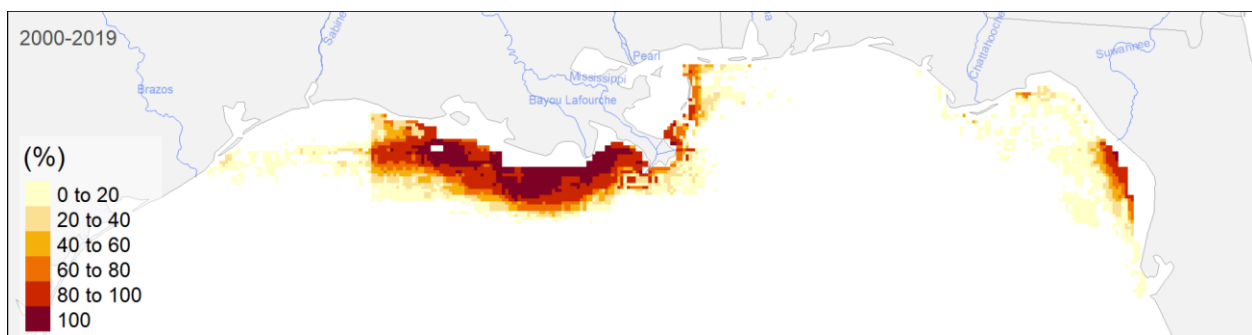 2000-2019
Brazos
Sabine
Mississippi
Bayou Lafourche
Pearl
Chattahooche
Suwannee
(%)
0 to 20
20 to 40
40 to 60
60 to 80
80 to 100
100